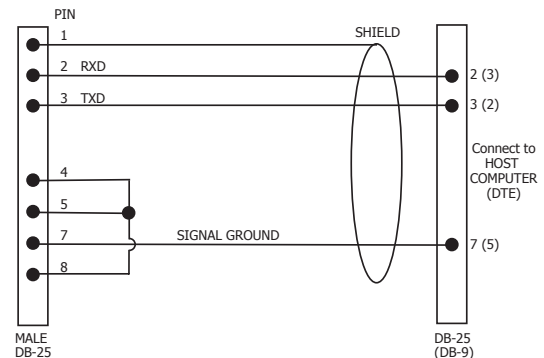 PIN
1
SHIELD
2 RXD
2 (3)
3 TXD
3 (2)
Connect to
HOST
COMPUTER
(DTE)
4
5
7
SIGNAL GROUND
7 (5)
8
MALE
DB-25
DB-25
(DB-9)